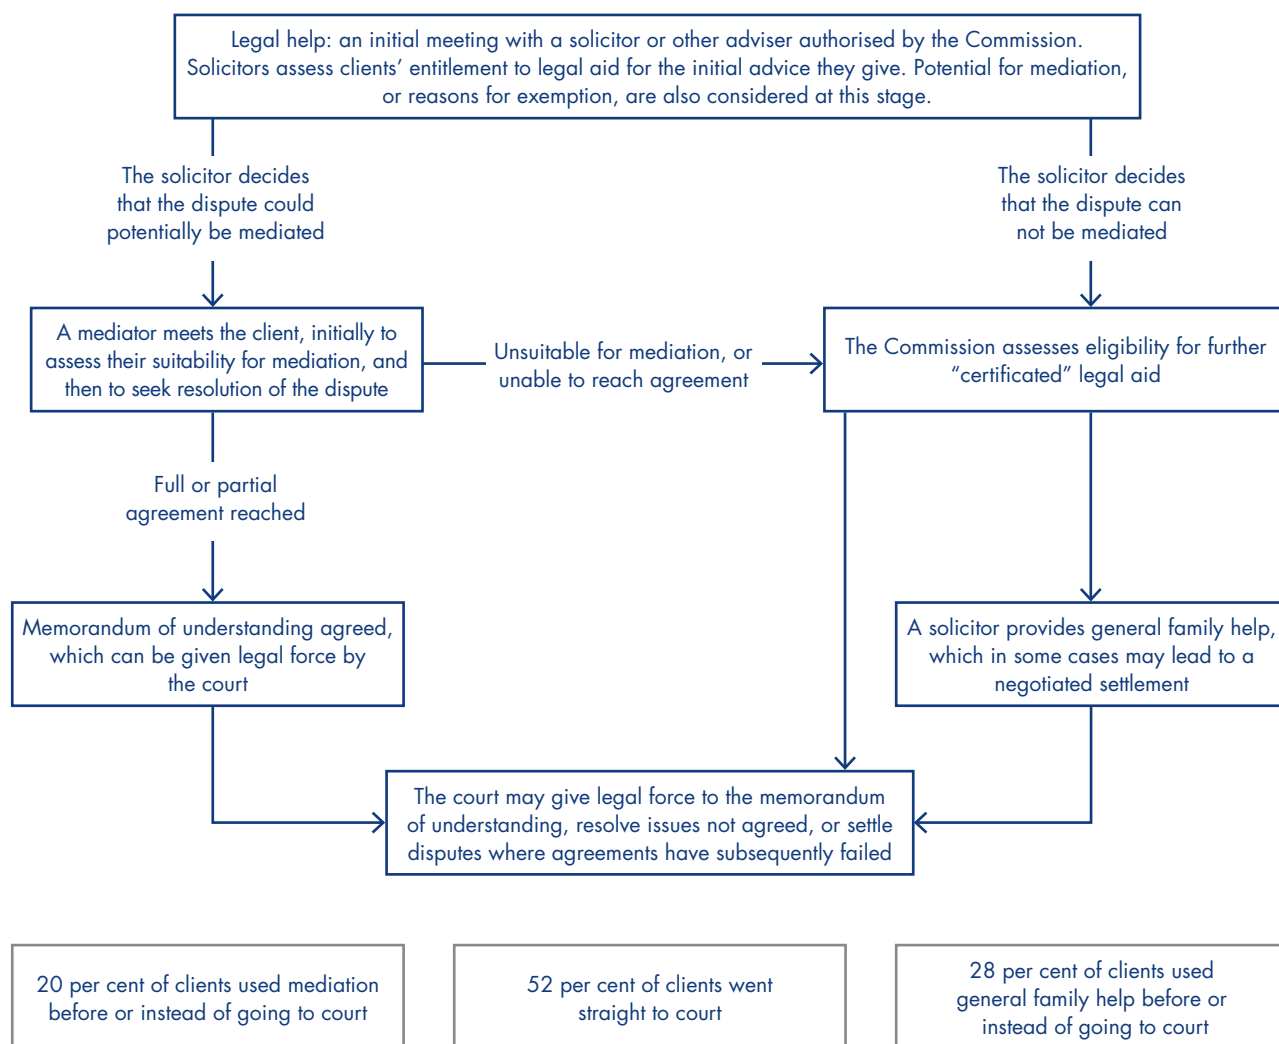 Legal help: an initial meeting with a solicitor or other adviser authorised by the Commission.
Solicitors assess clients’ entitlement to legal aid for the initial advice they give. Potential for mediation,
or reasons for exemption, are also considered at this stage.
The solicitor decides
that the dispute could
potentially be mediated
The solicitor decides
that the dispute can
not be mediated
A mediator meets the client, initially to
assess their suitability for mediation, and
then to seek resolution of the dispute
Unsuitable for mediation, or
unable to reach agreement
The Commission assesses eligibility for further
“certificated” legal aid
Full or partial
agreement reached
Memorandum of understanding agreed,
which can be given legal force by
the court
A solicitor provides general family help,
which in some cases may lead to a
negotiated settlement
The court may give legal force to the memorandum
of understanding, resolve issues not agreed, or settle
disputes where agreements have subsequently failed
20 per cent of clients used mediation
before or instead of going to court
52 per cent of clients went
straight to court
28 per cent of clients used
general family help before or
instead of going to court